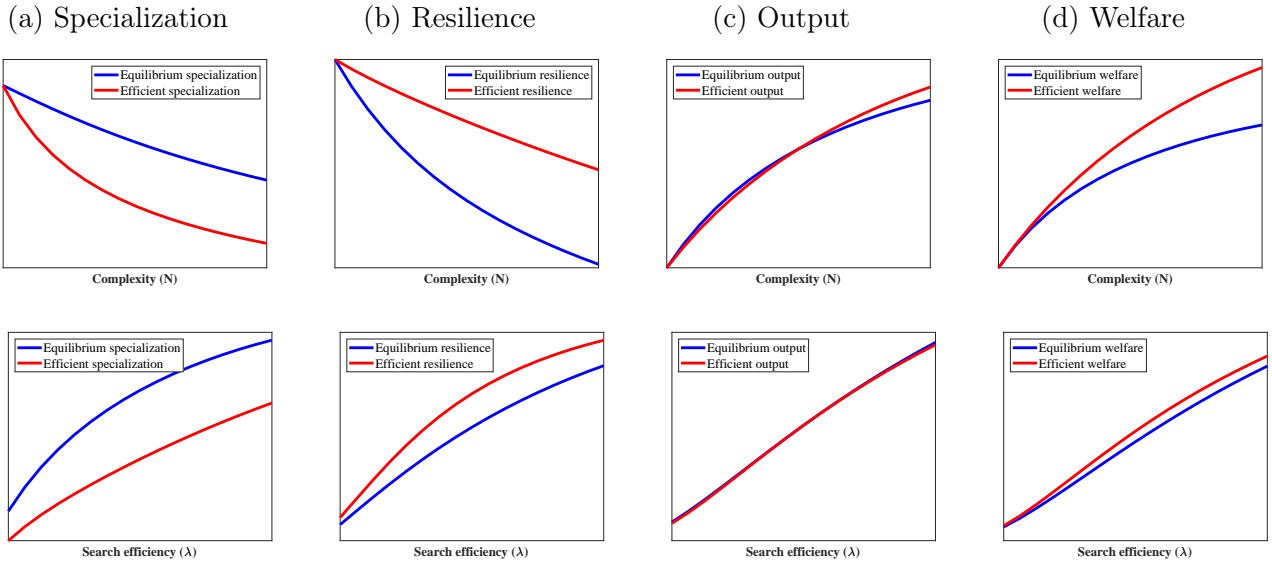 (a) Specialization
(b) Resilience
(c) Output
(d) Welfare
Equilibrium specialization
Efficient specialization
Equilibrium resilience
Efficient resilience
Equilibrium output
Efficient output
Equilibrium welfare
Efficient welfare
Complexity (N)
Complexity (N)
Complexity (N)
Complexity (N)
Equilibrium specialization
Efficient specialization
Equilibrium resilience
Efficient resilience
Equilibrium output
Efficient output
Equilibrium welfare
Efficient welfare
Search efficiency (λ)
Search efficiency (λ)
Search efficiency (λ)
Search efficiency (λ)